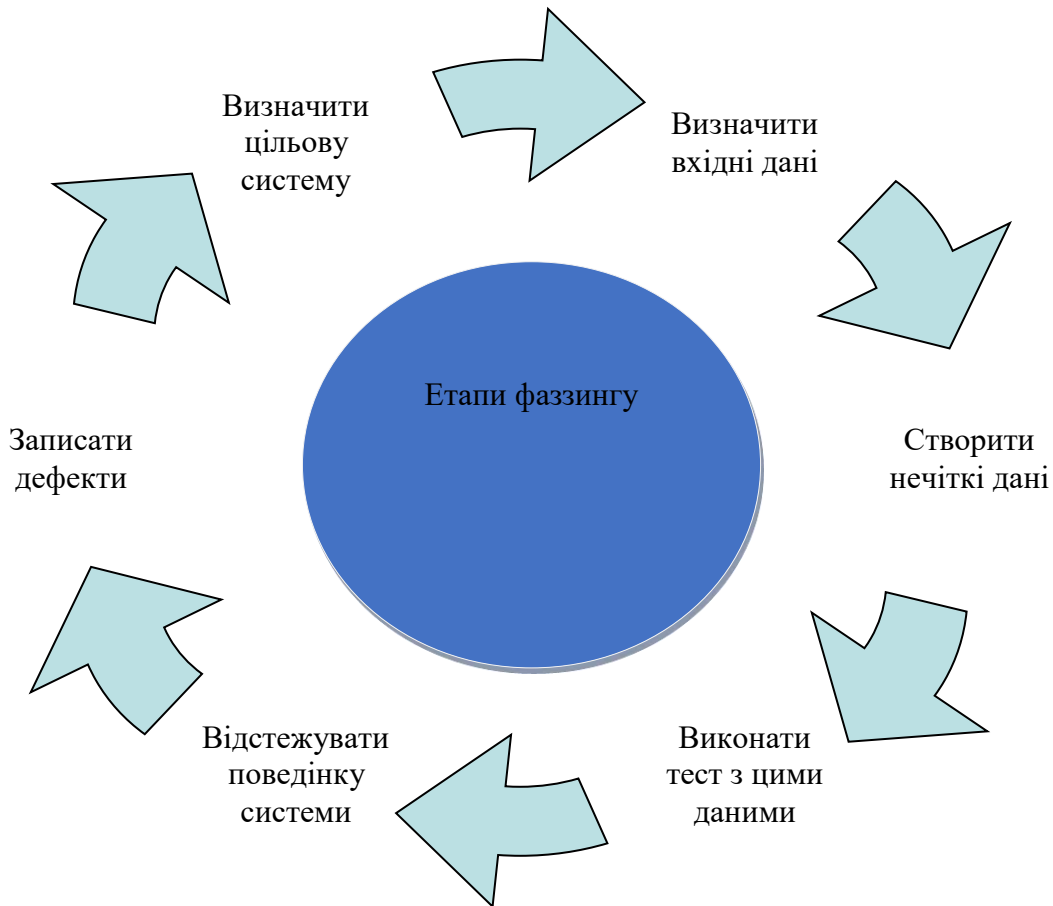 Визначити
цільову
систему
Визначити
вхідні дані
Створити
нечіткі дані
Виконати
тест з цими
даними
Відстежувати
поведінку
системи
Записати
дефекти
Етапи фаззингу